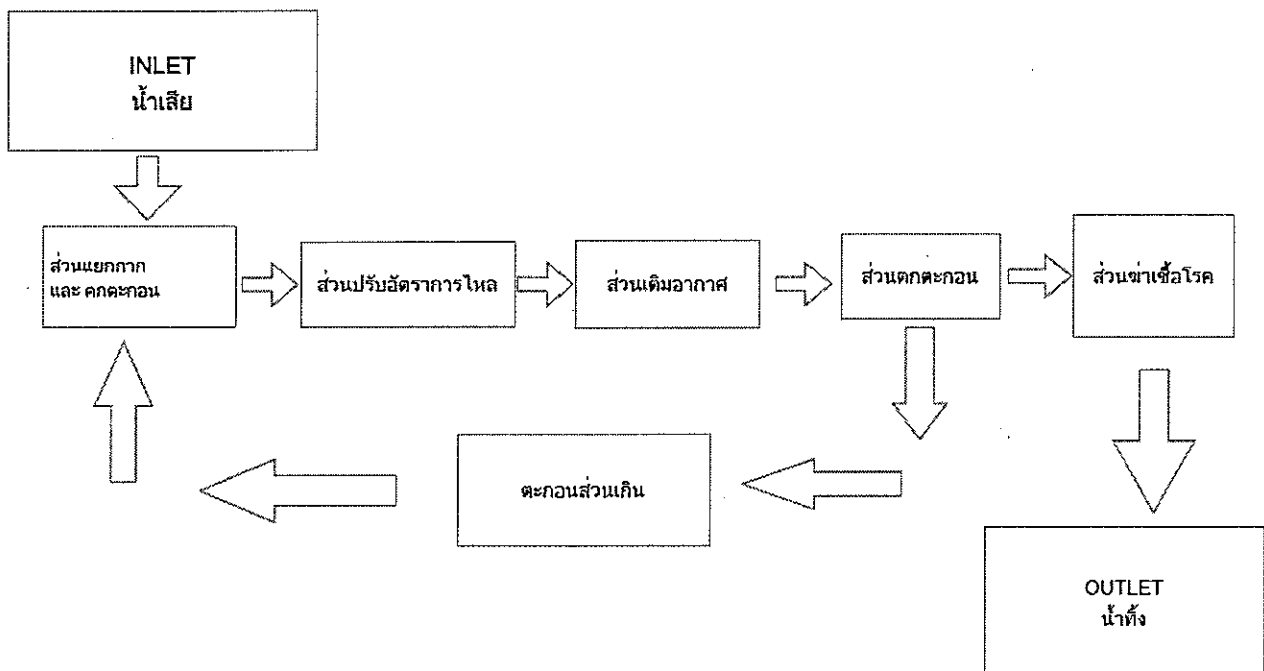 INLET
น้ำเสีย
ส่วนแยกกาก
และ ตกตะกอน
ส่วนปรับอัตราการไหล
ส่วนเติมอากาศ
ส่วนตกตะกอน
ส่วนฆ่าเชื้อโรค
ตะกอนส่วนเกิน
OUTLET
น้ำทิ้ง